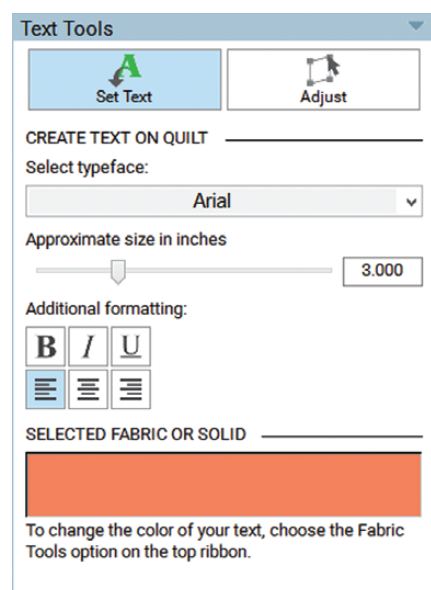 Text Tools
Set Text
Adjust
CREATE TEXT ON QUILT
Select typeface:
Arial
Approximate size in inches
3.000
Additional formatting:
B I U
SELECTED FABRIC OR SOLID
To change the color of your text, choose the Fabric
Tools option on the top ribbon.